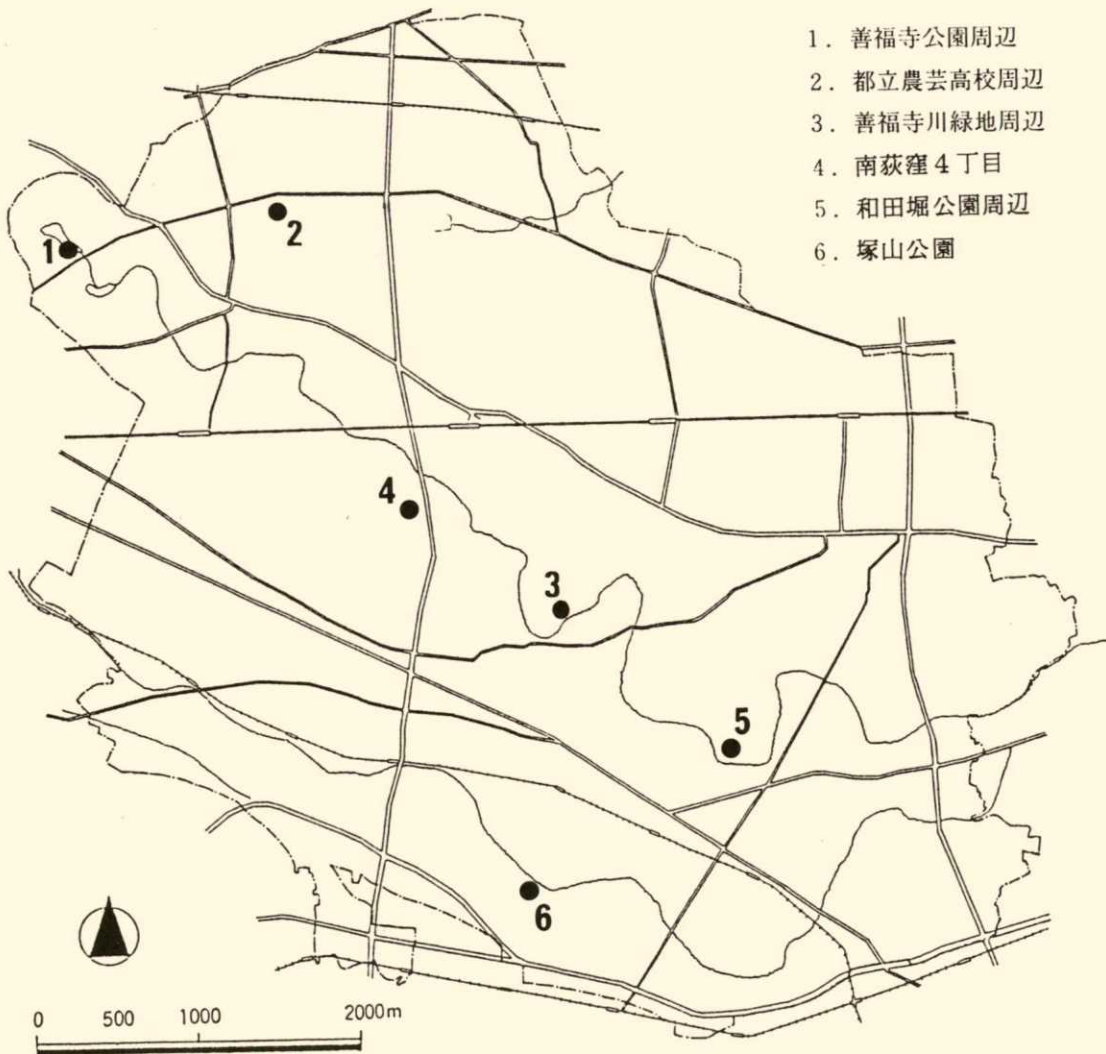 1. 善福寺公園周辺
2. 都立農芸高校周辺
3. 善福寺川緑地周辺
4. 南荻窪4丁目
5. 和田堀公園周辺
6. 塚山公園
1
2
4
3
5
6
0 500 1000 2000m